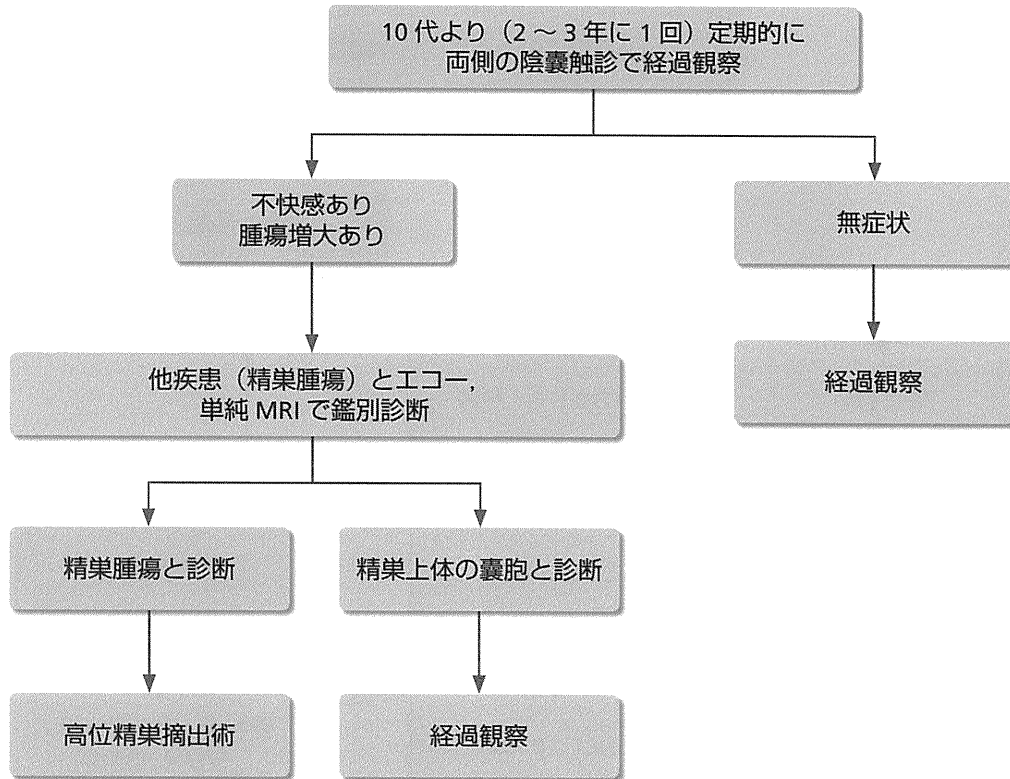 10代より（2～3年に1回）定期的に
両側の陰嚢触診で経過観察
不快感あり
腫瘍増大あり
無症状
他疾患（精巣腫瘍）とエコー，
単純MRIで鑑別診断
経過観察
精巣腫瘍と診断
精巣上体の嚢胞と診断
高位精巣摘出術
経過観察